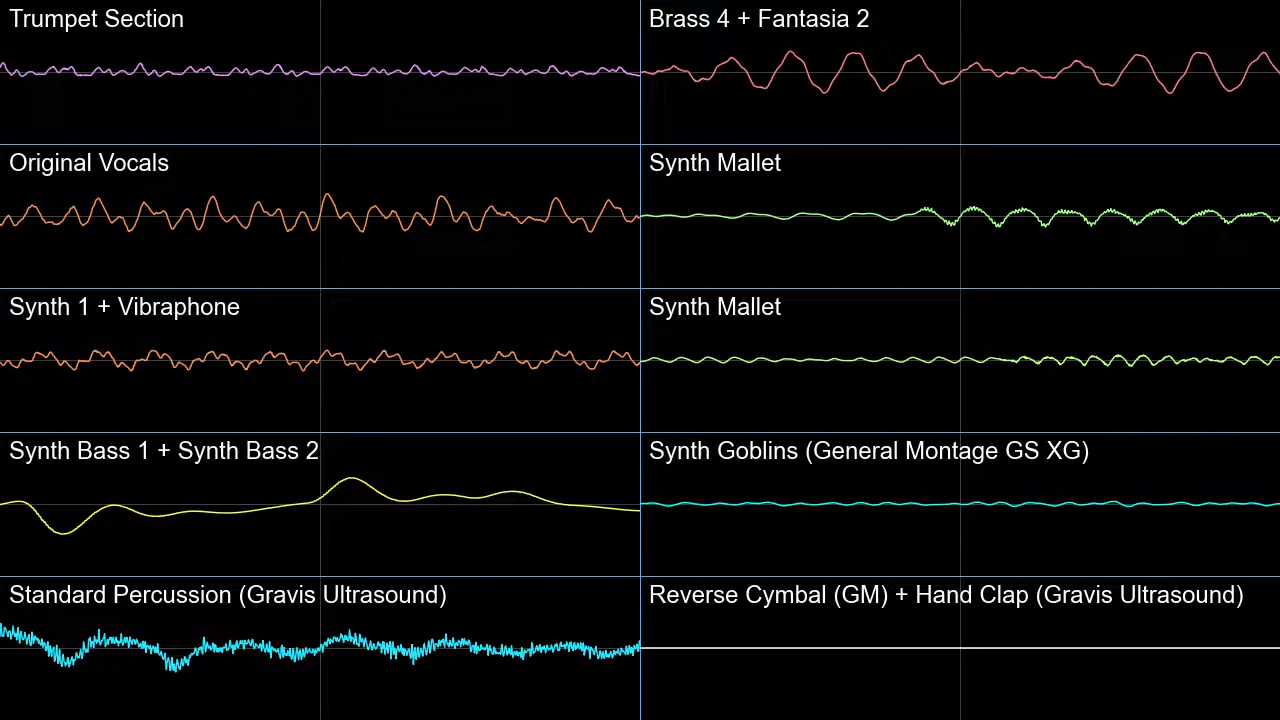 Trumpet Section
Brass 4 + Fantasia 2
Original Vocals
Synth Mallet
Synth 1 + Vibraphone
Synth Mallet
Synth Bass 1 + Synth Bass 2
Synth Goblins (General Montage GS XG)
Standard Percussion (Gravis Ultrasound)
Reverse Cymbal (GM) + Hand Clap (Gravis Ultrasound)